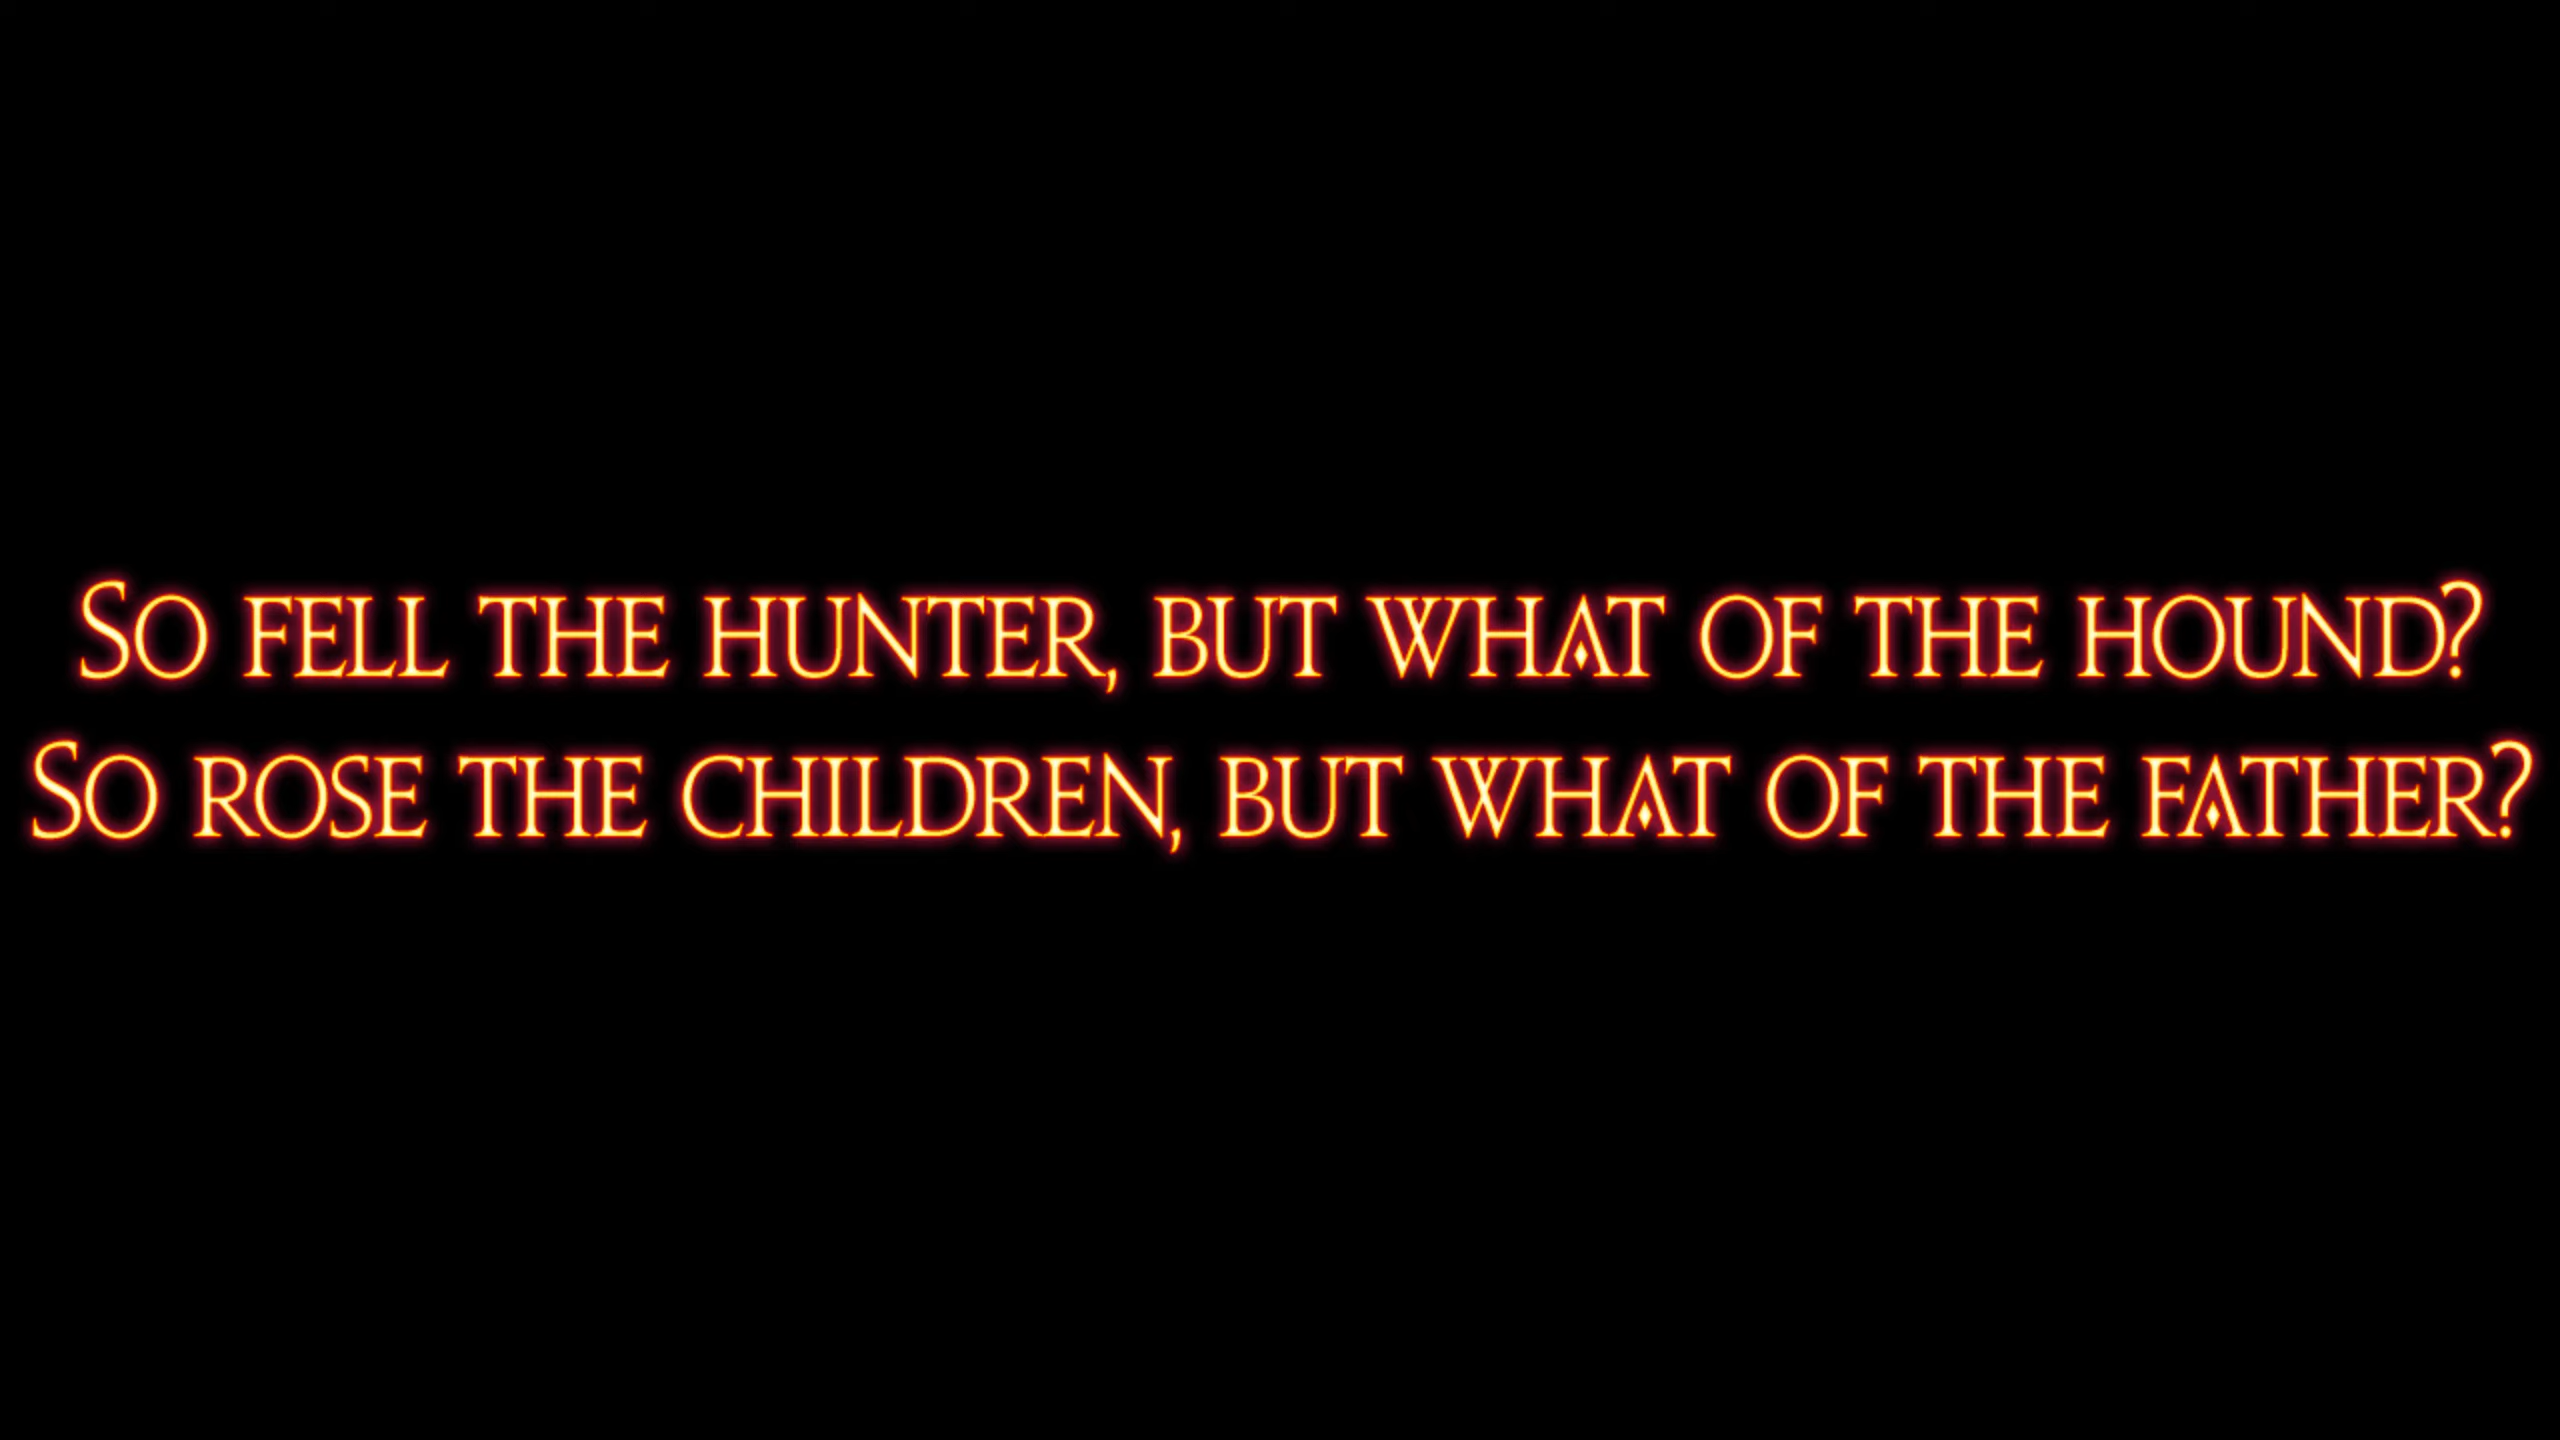 So fell the hunter, but what of the hound?
So rose the children, but what of the father?